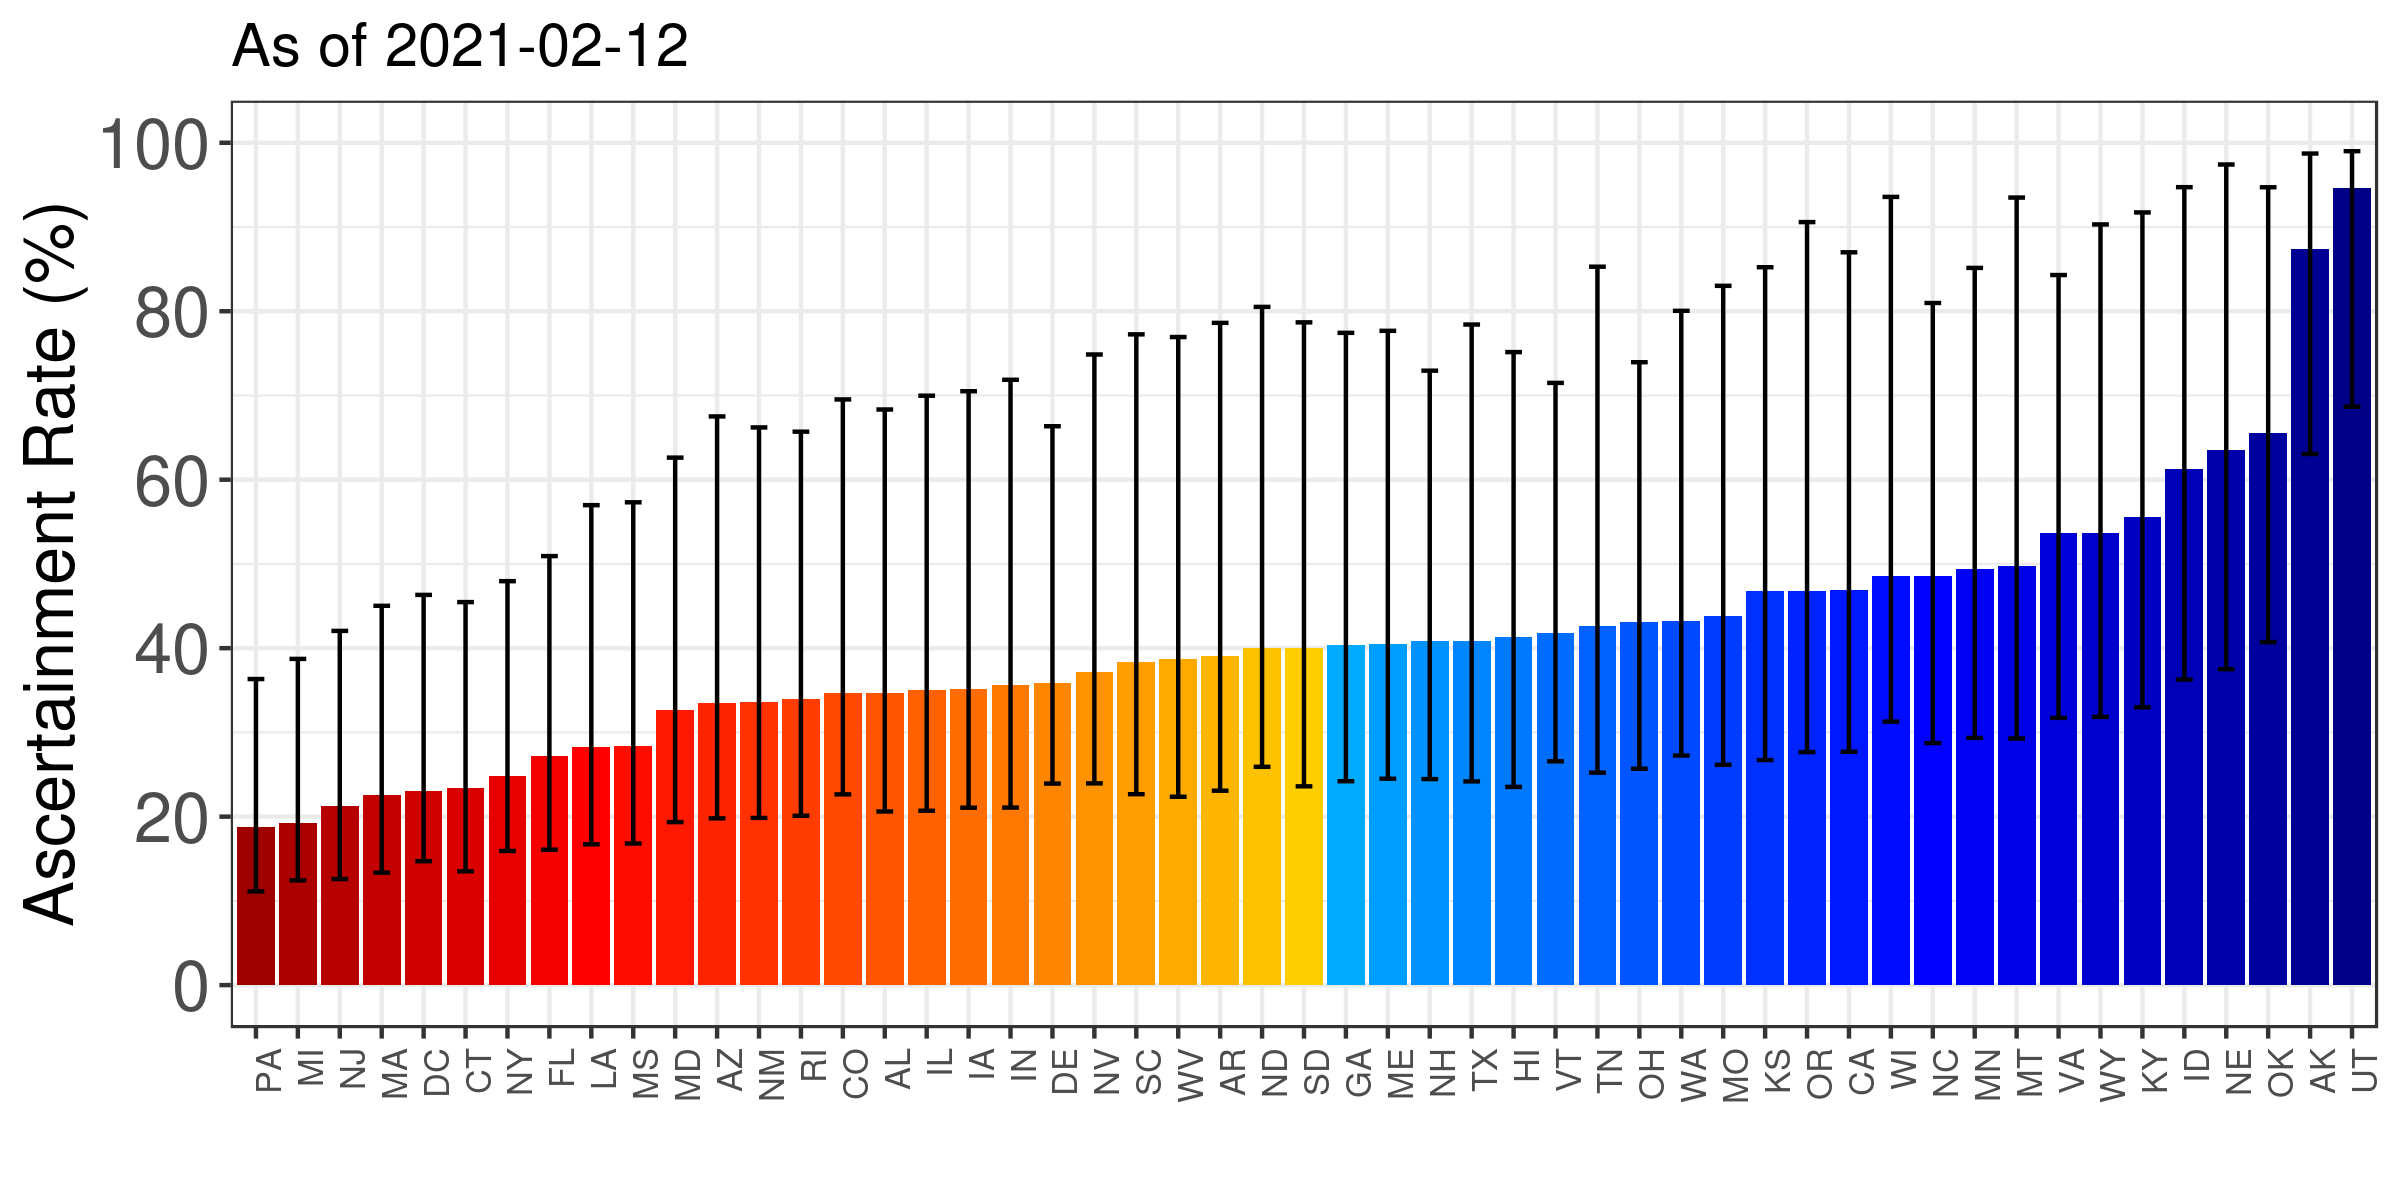 As of 2021-02-12
Ascertainment Rate (%)
100
80
60
40
20
0
PA MI NJ MA DC CT NY FL LA MS MD AZ NM RI CO AL IL IA IN DE NV SC WV AR ND SD GA ME NH TX HI VT TN OH WA MO KS OR CA WI NC MN MT VA WY KY ID NE OK AK UT